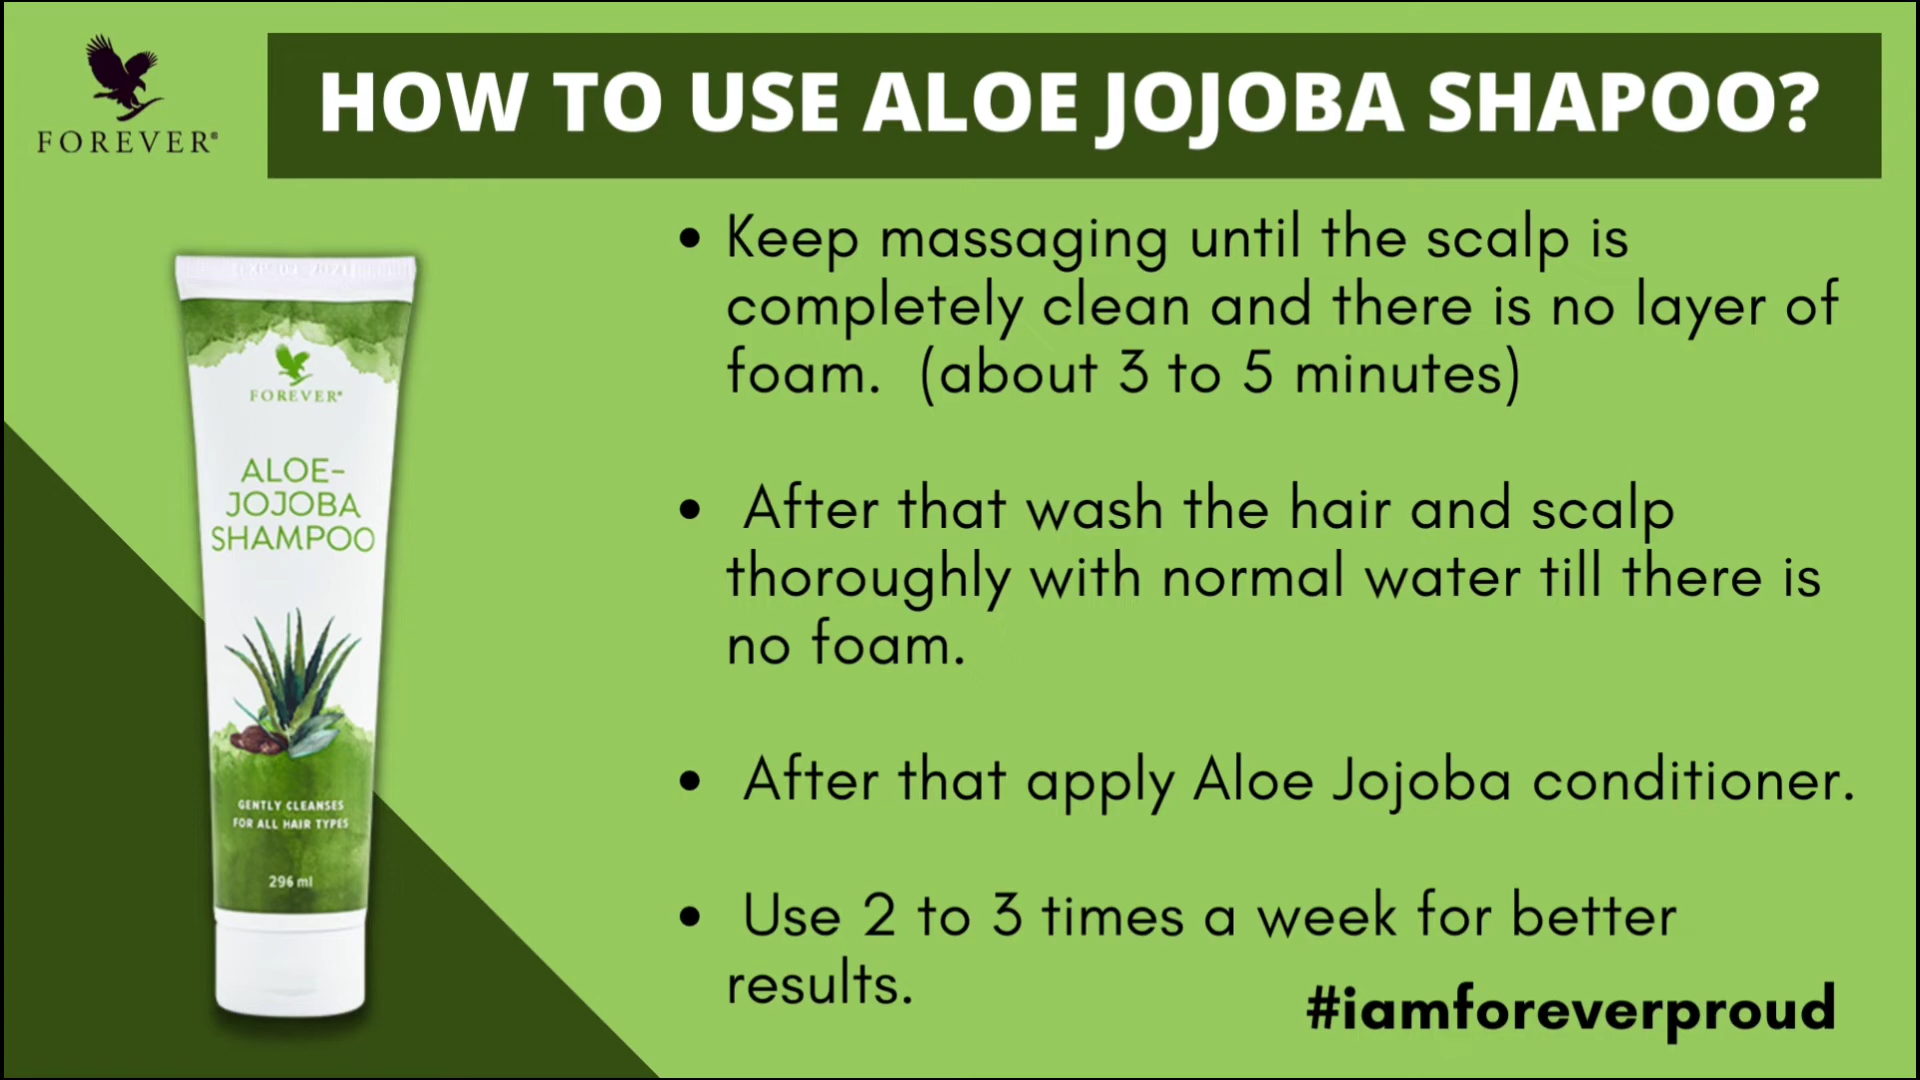 FOREVER®
HOW TO USE ALOE JOJOBA SHAPOO?
• Keep massaging until the scalp is
completely clean and there is no layer of
foam. (about 3 to 5 minutes)
• After that wash the hair and scalp
thoroughly with normal water till there is
no foam.
• After that apply Aloe Jojoba conditioner.
• Use 2 to 3 times a week for better
results.
#iamforeverproud
FOREVER®
ALOE-
JOJOBA
SHAMPOO
GENTLY CLEANSES
FOR ALL HAIR TYPES
296 ml